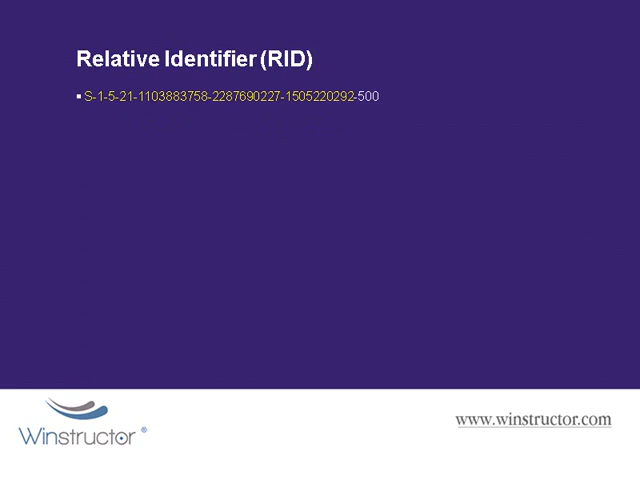 Relative Identifier (RID)
▪ S-1-5-21-1103883758-2287690227-1505220292-500
Winstructor®
www.winstructor.com